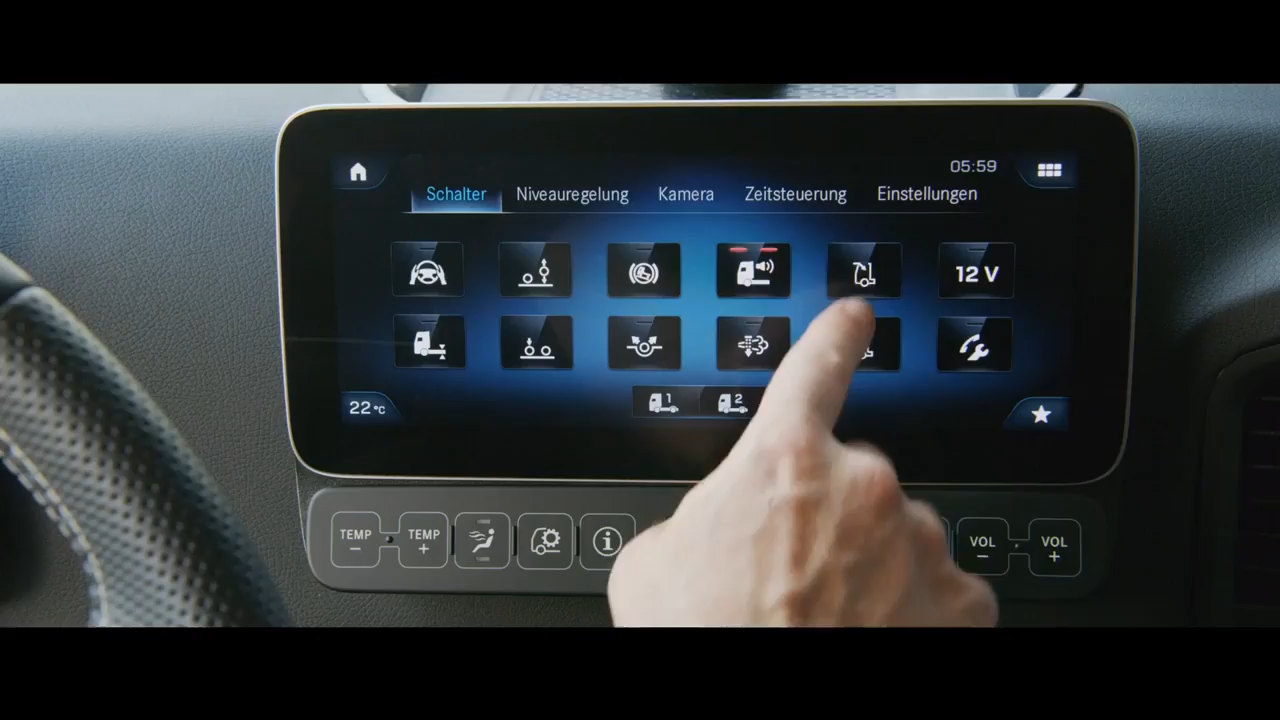 05:59
Schalter Niveauregelung Kamera Zeitsteuerung Einstellungen
12 V
1 2
22°C
TEMP − TEMP + VOL − VOL +